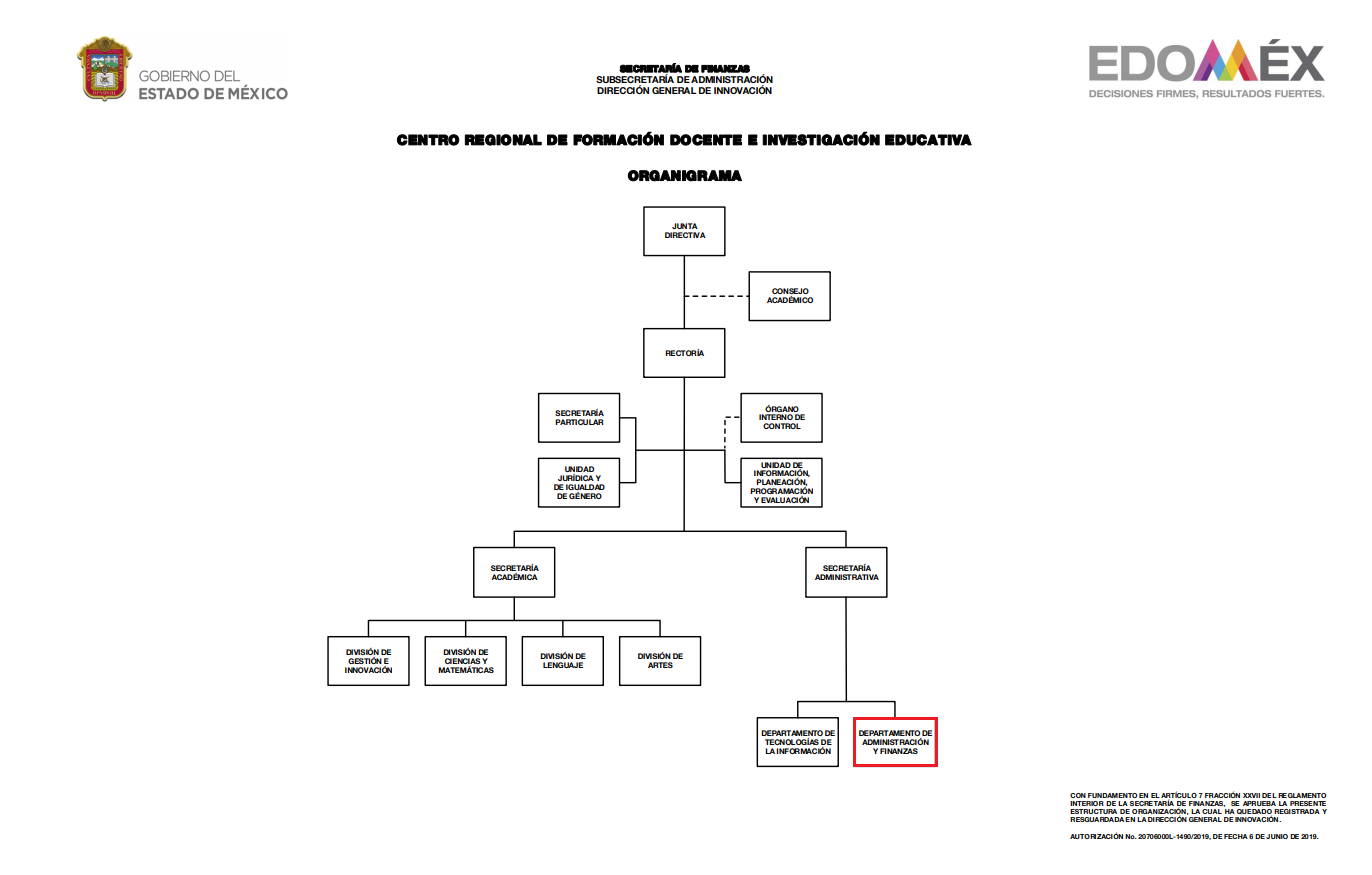 GOBIERNO DEL
ESTADO DE MÉXICO
SECRETARÍA DE FINANZAS
SUBSECRETARÍA DE ADMINISTRACIÓN
DIRECCIÓN GENERAL DE INNOVACIÓN
EDOMÉX
DECISIONES FIRMES, RESULTADOS FUERTES.
CENTRO REGIONAL DE FORMACIÓN DOCENTE E INVESTIGACIÓN EDUCATIVA
ORGANIGRAMA
JUNTA
DIRECTIVA
CONSEJO
ACADÉMICO
RECTORÍA
SECRETARÍA
PARTICULAR
ÓRGANO
INTERNO DE
CONTROL
UNIDAD
JURÍDICA Y
DE IGUALDAD
DE GÉNERO
UNIDAD DE
INFORMACIÓN,
PLANEACIÓN,
PROGRAMACIÓN
Y EVALUACIÓN
SECRETARÍA
ACADÉMICA
SECRETARÍA
ADMINISTRATIVA
DIVISIÓN DE
GESTIÓN E
INNOVACIÓN
DIVISIÓN DE
CIENCIAS Y
MATEMÁTICAS
DIVISIÓN DE
LENGUAJE
DIVISIÓN DE
ARTES
DEPARTAMENTO DE
TECNOLOGÍAS DE
LA INFORMACIÓN
DEPARTAMENTO DE
ADMINISTRACIÓN
Y FINANZAS
CON FUNDAMENTO EN EL ARTÍCULO 7 FRACCIÓN XXVII DEL REGLAMENTO
INTERIOR DE LA SECRETARÍA DE FINANZAS, SE APRUEBA LA PRESENTE
ESTRUCTURA DE ORGANIZACIÓN, LA CUAL HA QUEDADO REGISTRADA Y
RESGUARDADA EN LA DIRECCIÓN GENERAL DE INNOVACIÓN.
AUTORIZACIÓN No. 20706000L-1490/2019, DE FECHA 6 DE JUNIO DE 2019.